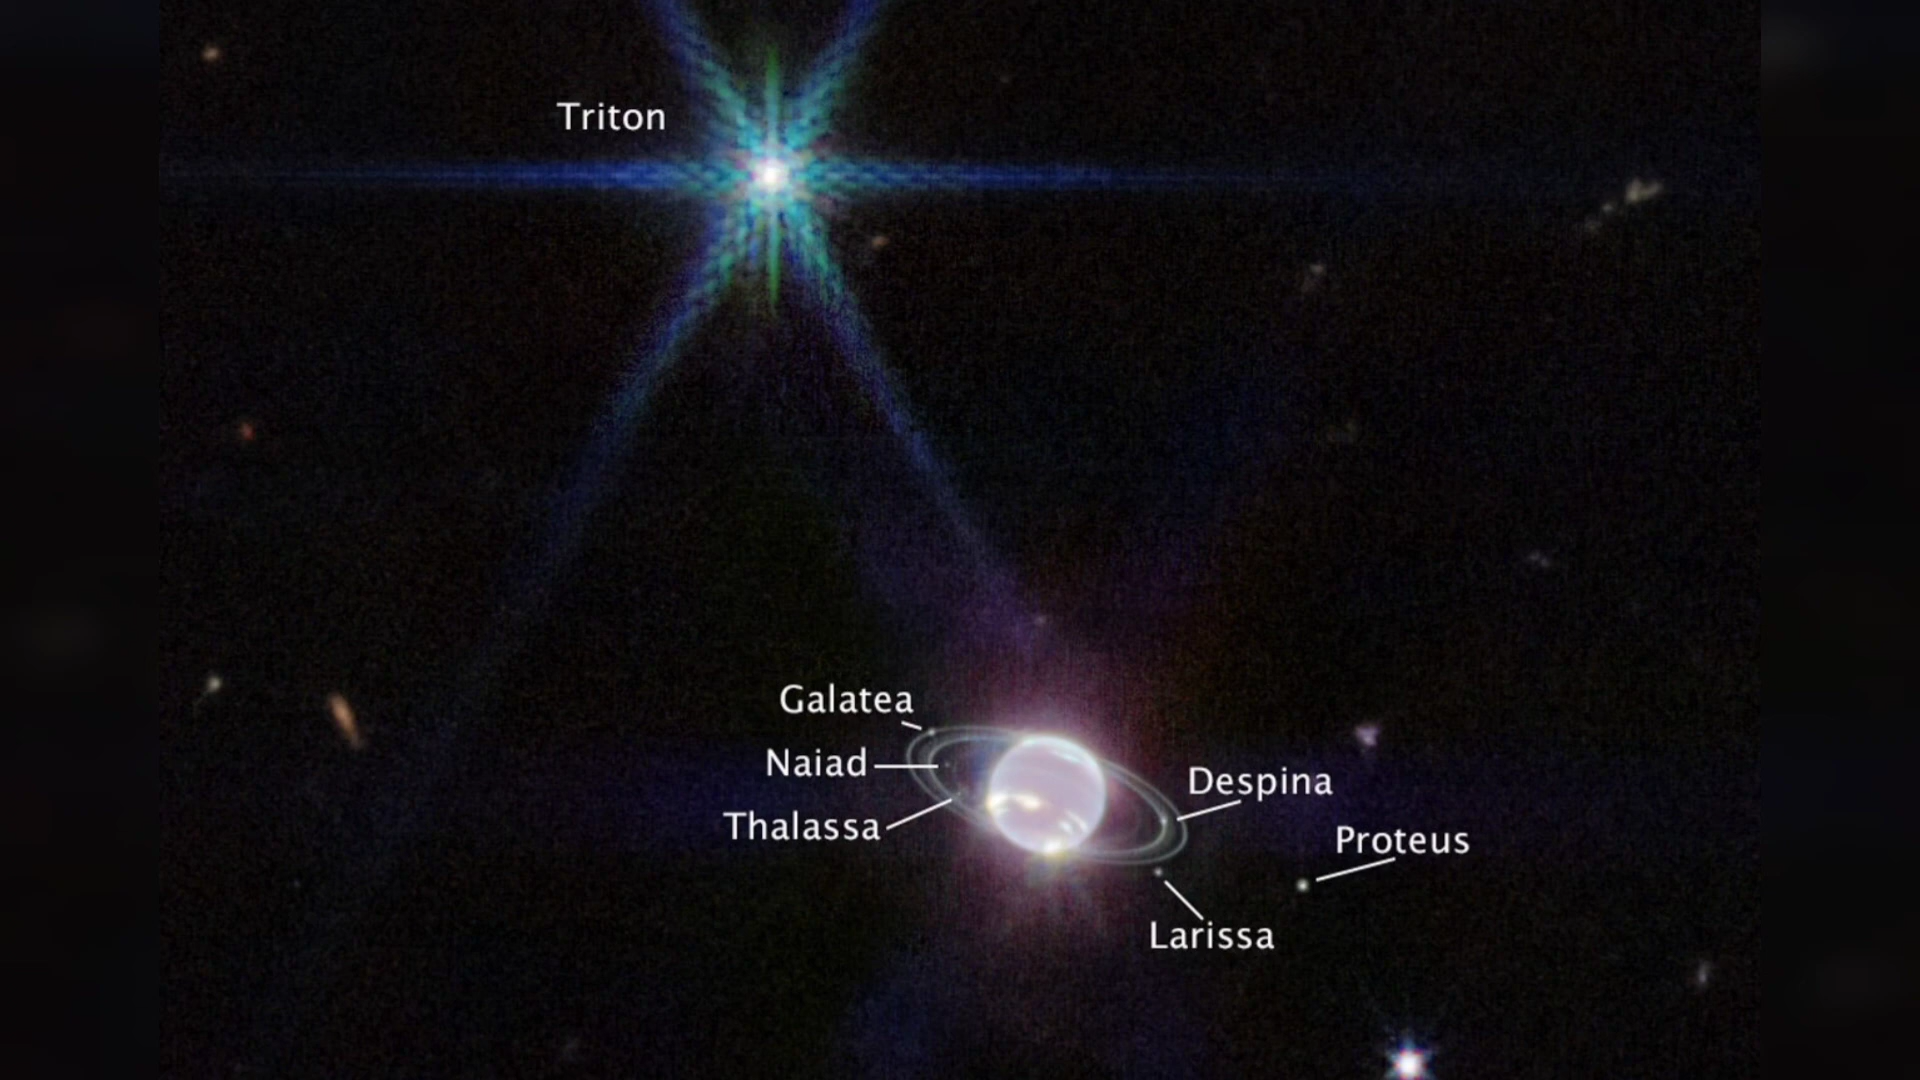 Triton
Galatea
Naiad
Thalassa
Despina
Proteus
Larissa